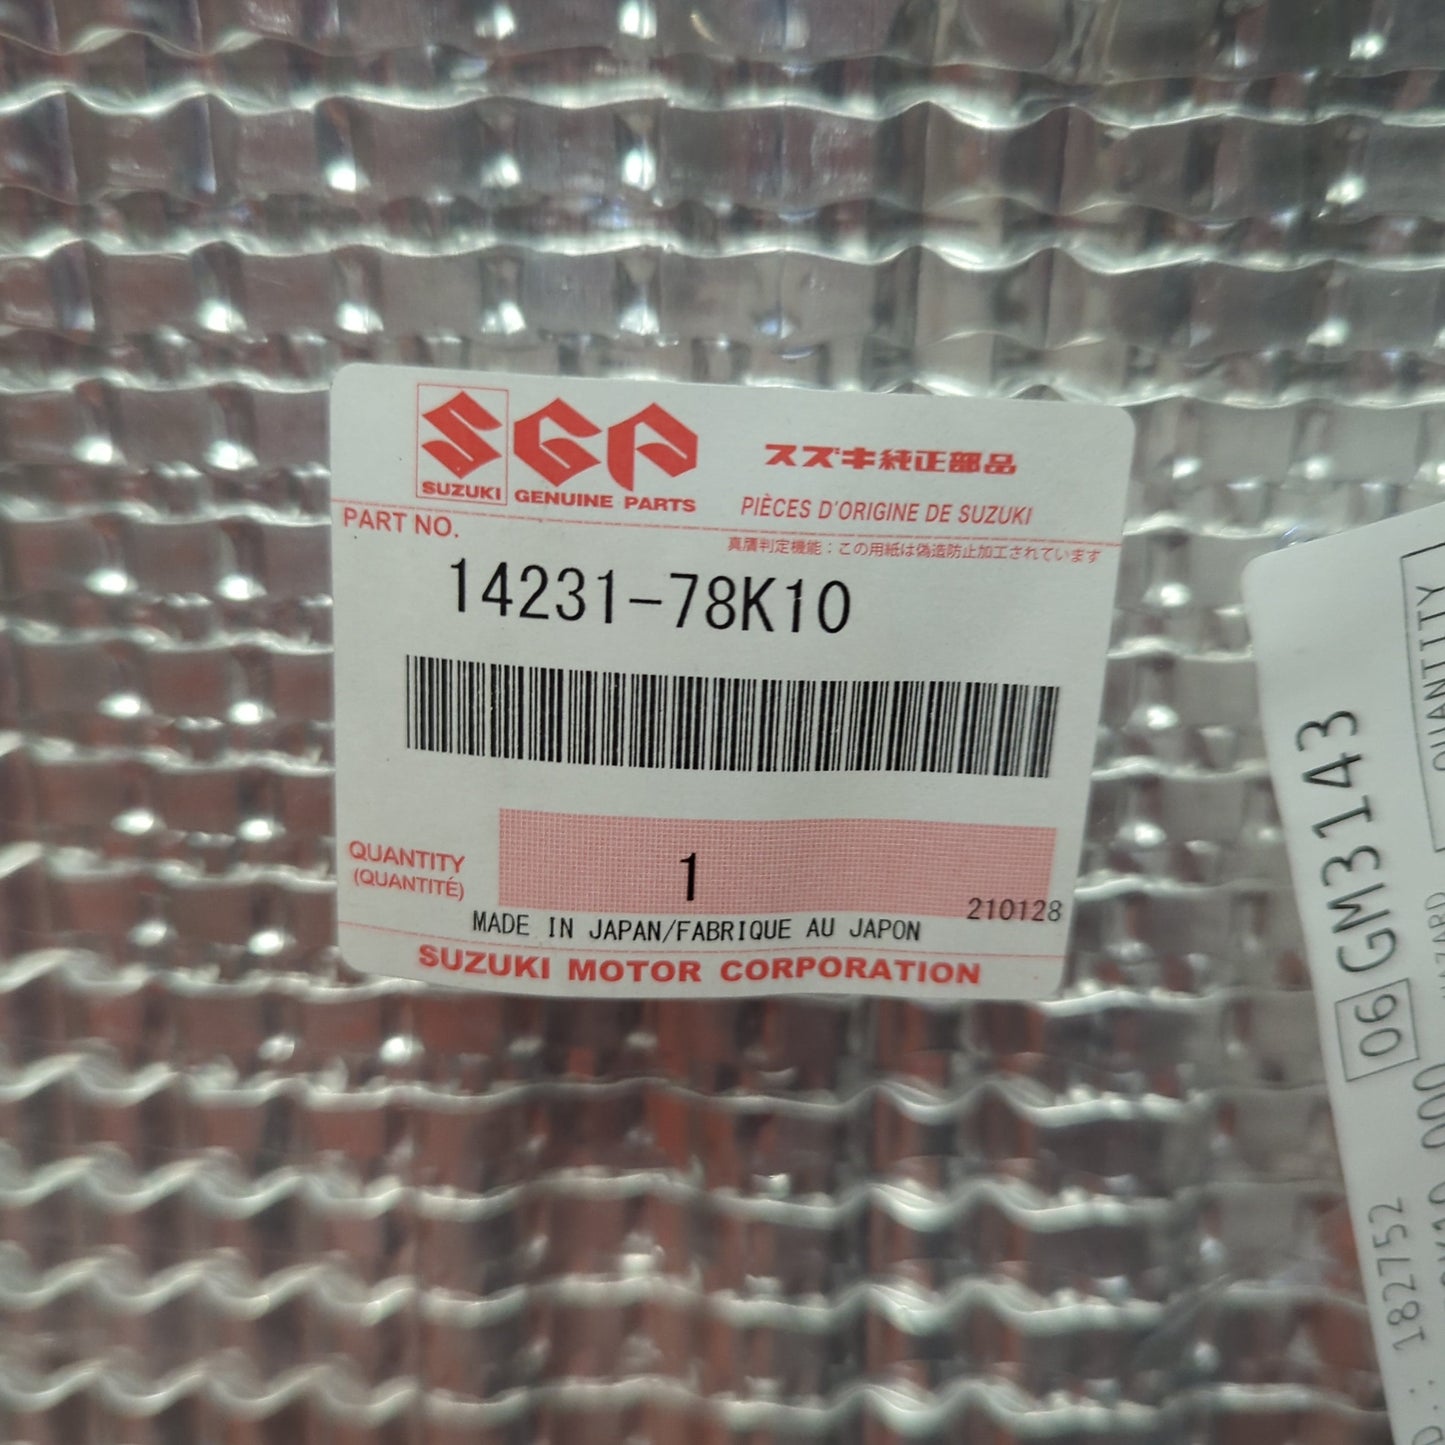 SGP
SUZUKI GENUINE PARTS
スズキ純正部品
PIÈCES D'ORIGINE DE SUZUKI
PART NO.
真贋判定機能：この用紙は偽造防止加工されています
14231-78K10
QUANTITY
(QUANTITÉ)
1
210128
MADE IN JAPAN/FABRIQUE AU JAPON
SUZUKI MOTOR CORPORATION
QUANTITY
06 GM3143
000
182752